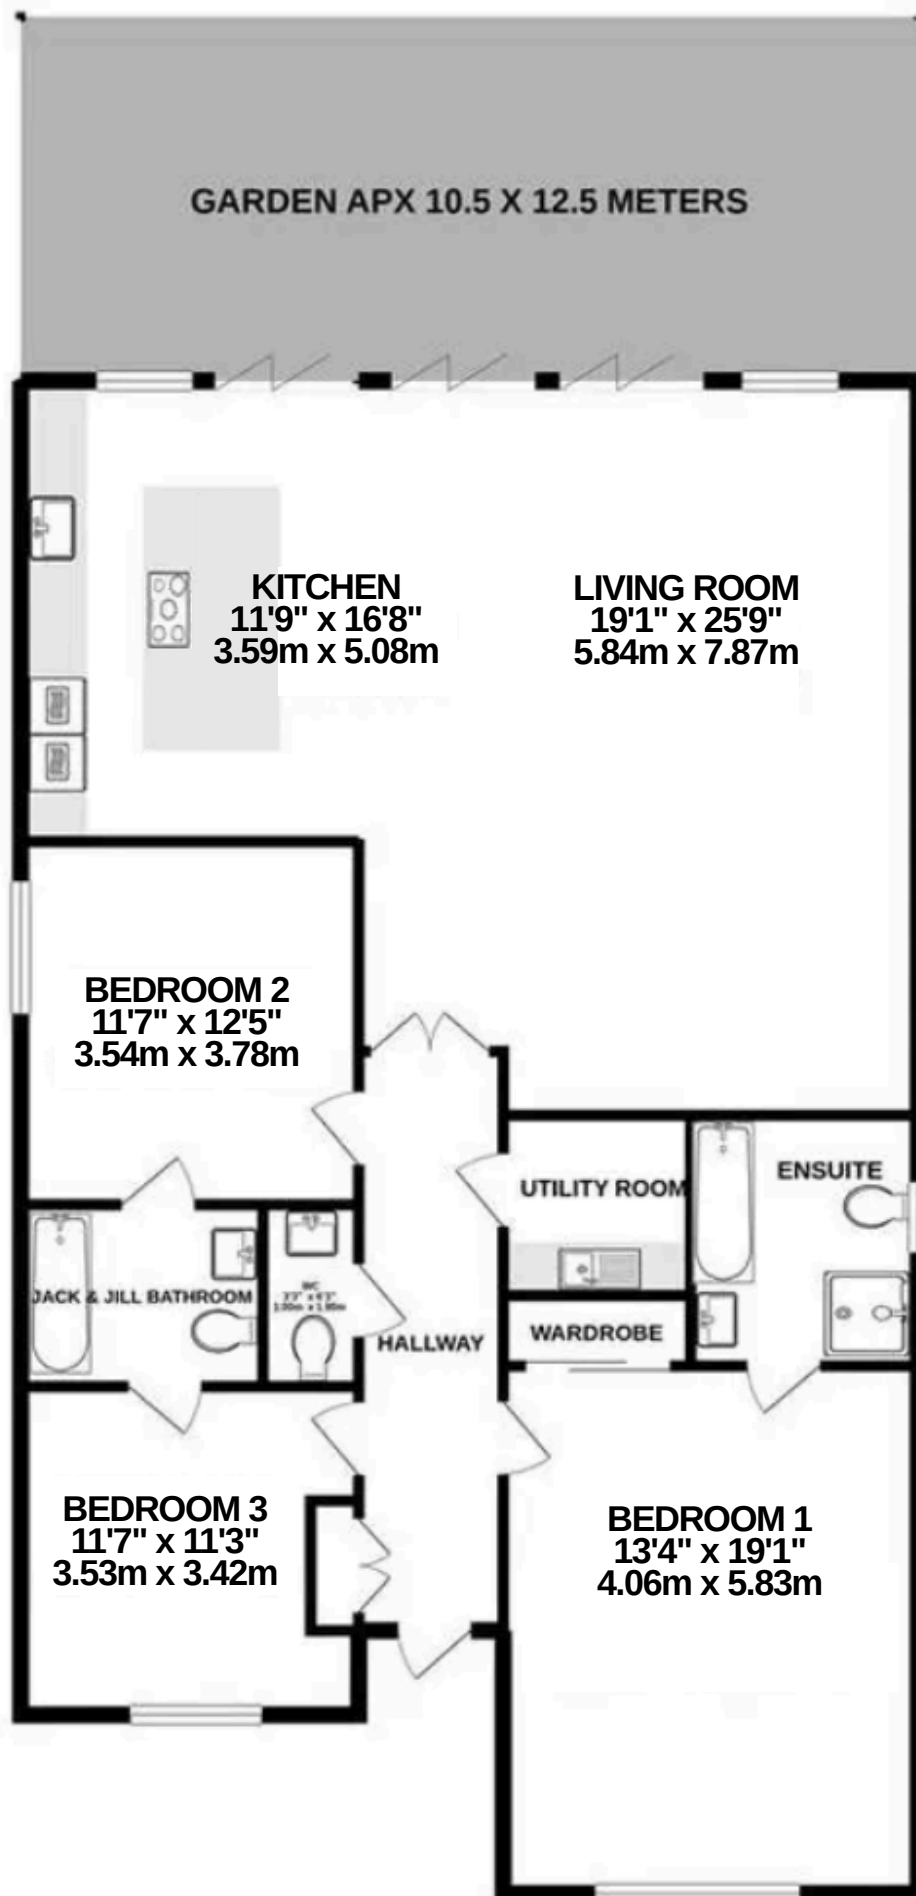 GARDEN APX 10.5 X 12.5 METERS
KITCHEN
11'9" x 16'8"
3.59m x 5.08m
LIVING ROOM
19'1" x 25'9"
5.84m x 7.87m
BEDROOM 2
11'7" x 12'5"
3.54m x 3.78m
UTILITY ROOM
ENSUITE
JACK & JILL BATHROOM
WC
HALLWAY
WARDROBE
BEDROOM 3
11'7" x 11'3"
3.53m x 3.42m
BEDROOM 1
13'4" x 19'1"
4.06m x 5.83m